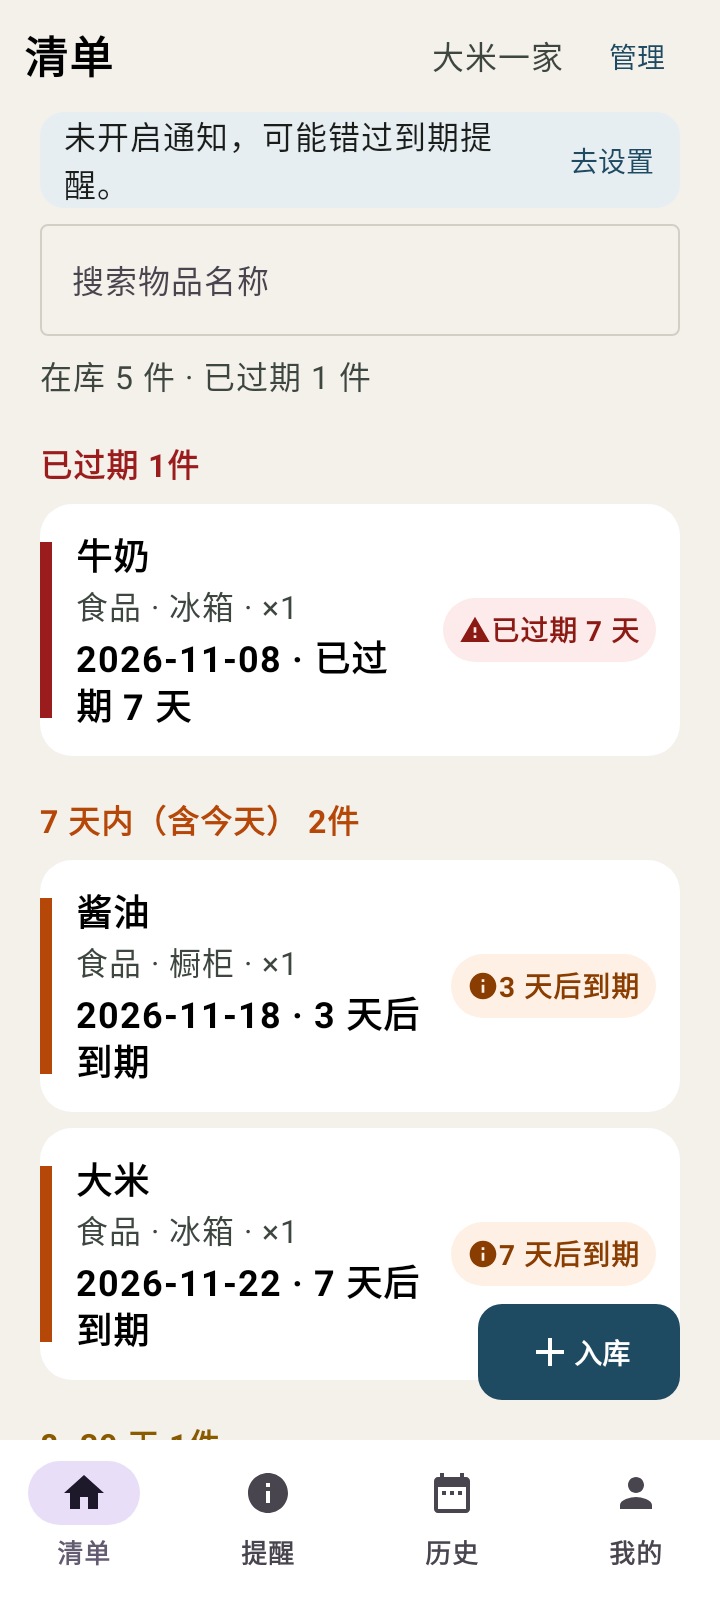 清单
大米一家
管理
未开启通知，可能错过到期提
醒。
去设置
搜索物品名称
在库 5 件 · 已过期 1 件
已过期 1件
牛奶
食品 · 冰箱 · ×1
2026-11-08 · 已过
期 7 天
已过期 7 天
7 天内（含今天） 2件
酱油
食品 · 橱柜 · ×1
2026-11-18 · 3 天后
到期
3 天后到期
大米
食品 · 冰箱 · ×1
2026-11-22 · 7 天后
到期
7 天后到期
入库
清单
提醒
历史
我的